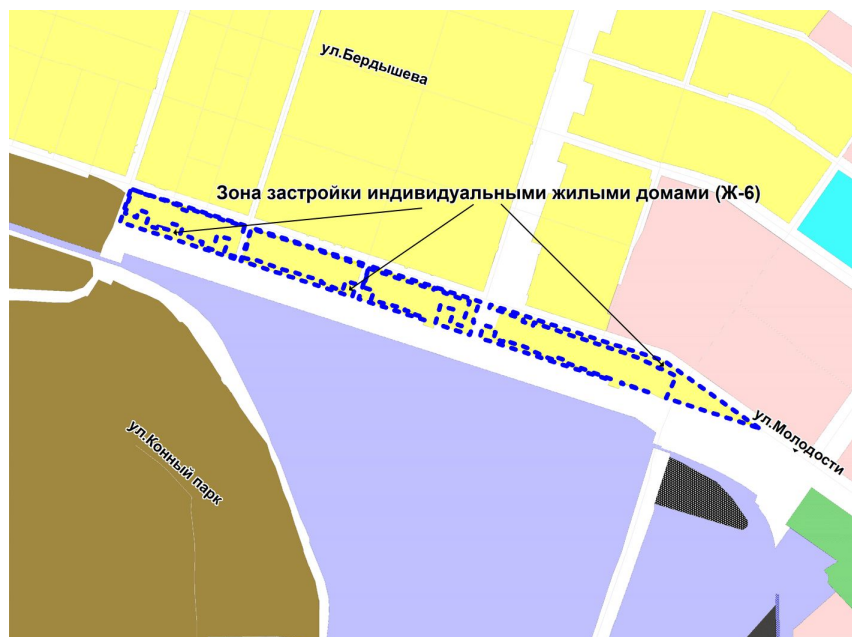 ул.Бердышева
Зона застройки индивидуальными жилыми домами (Ж-6)
ул.Молодости
ул.Конный парк